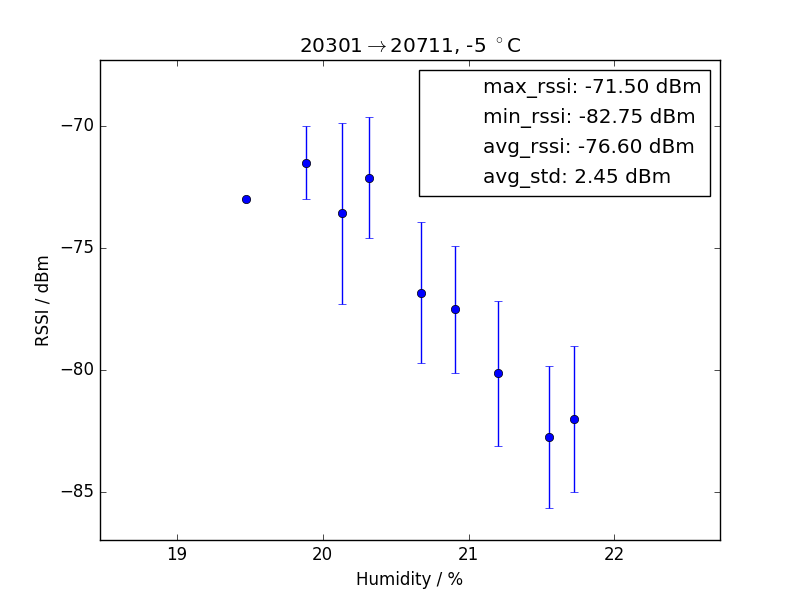 20301→20711, -5 °C
max_rssi: -71.50 dBm
min_rssi: -82.75 dBm
avg_rssi: -76.60 dBm
avg_std: 2.45 dBm
RSSI / dBm
−70
−75
−80
−85
19 20 21 22
Humidity / %